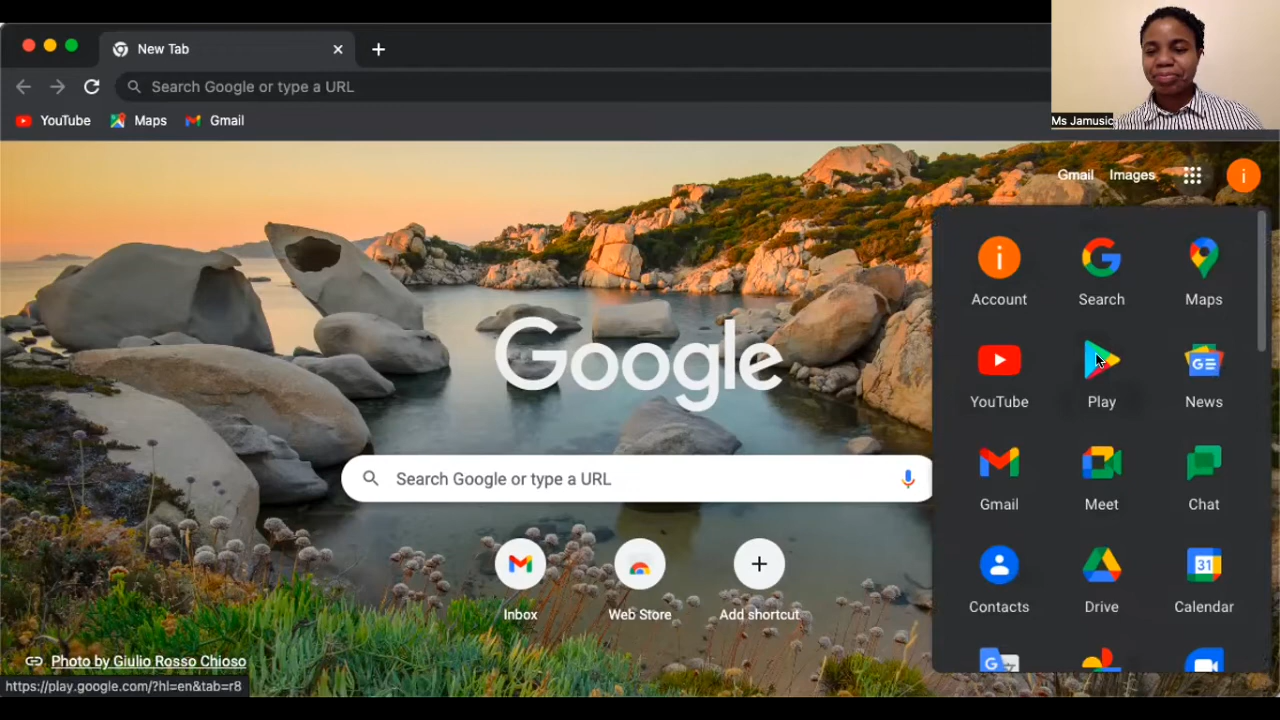 New Tab
Search Google or type a URL
YouTube Maps Gmail
Ms Jamusic
Gmail Images i
i
Account Search Maps
YouTube Play News
Gmail Meet Chat
31
Contacts Drive Calendar
Google
Search Google or type a URL
Inbox Web Store Add shortcut
Photo by Giulio Rosso Chioso
https://play.google.com/?hl=en&tab=r8